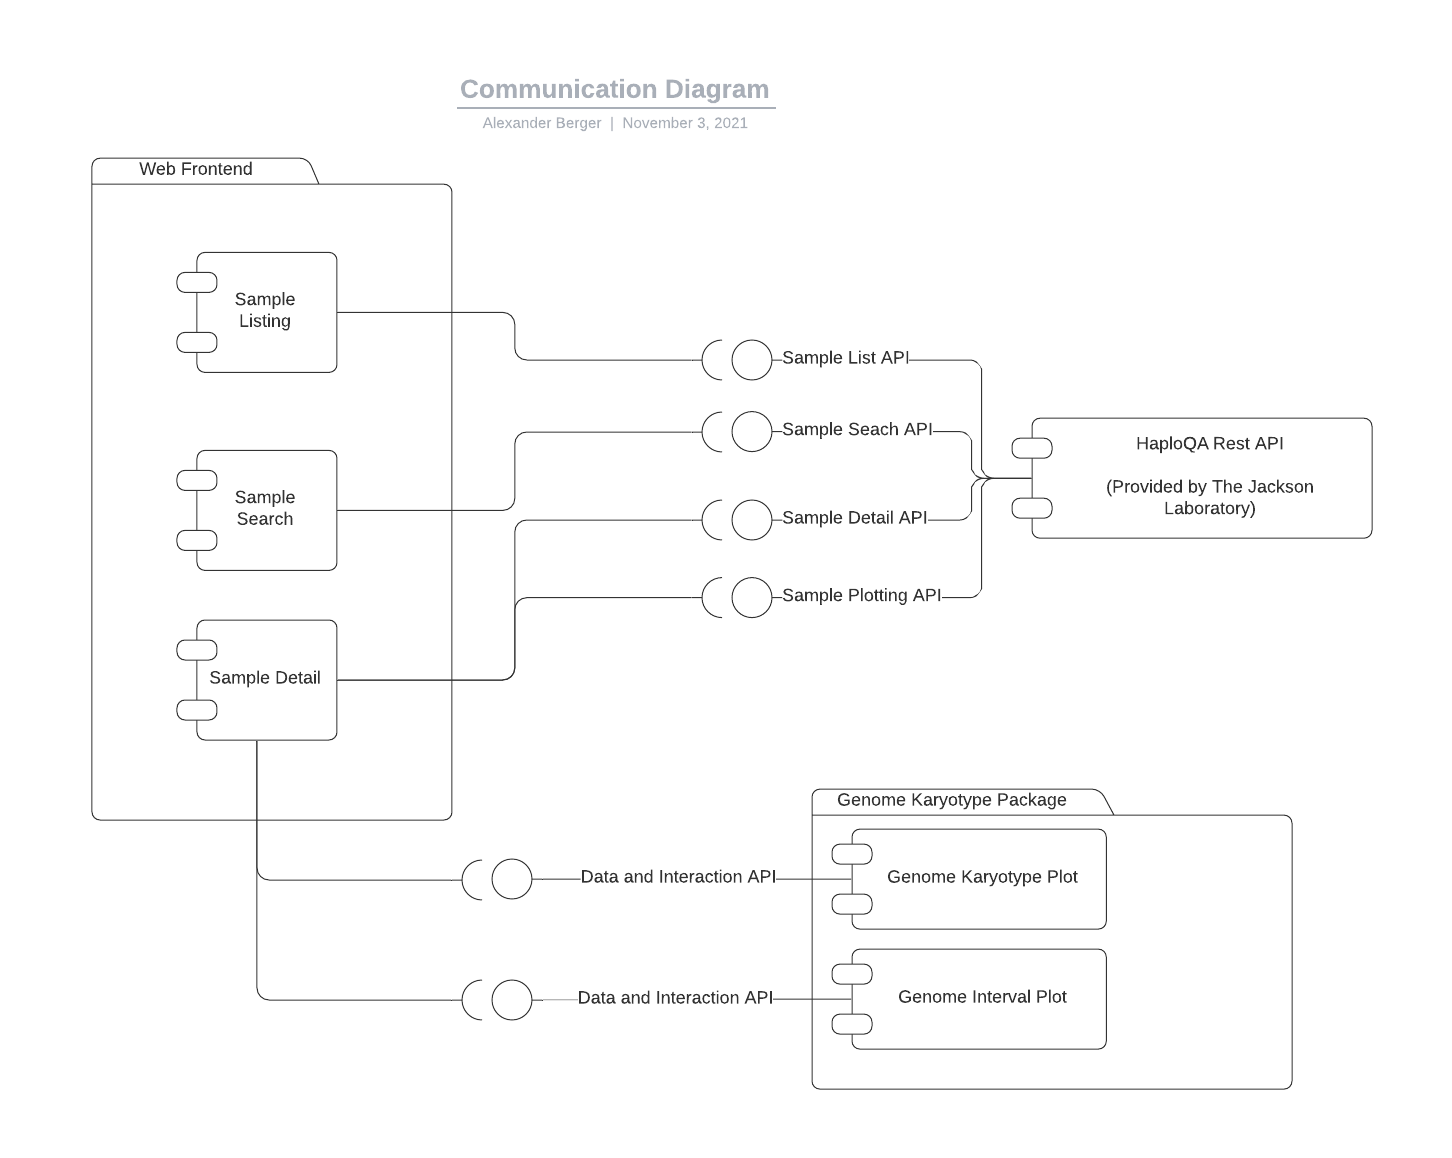 Communication Diagram
Alexander Berger | November 3, 2021
Web Frontend
Sample
Listing
Sample List API
Sample Seach API
HaploQA Rest API
(Provided by The Jackson
Laboratory)
Sample
Search
Sample Detail API
Sample Plotting API
Sample Detail
Genome Karyotype Package
Data and Interaction API
Genome Karyotype Plot
Data and Interaction API
Genome Interval Plot